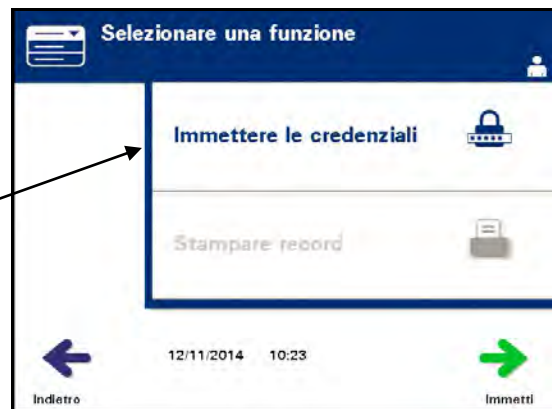 Selezionare una funzione
Immettere le credenziali
Stampare record
12/11/2014 10:23
Indietro
Immetti